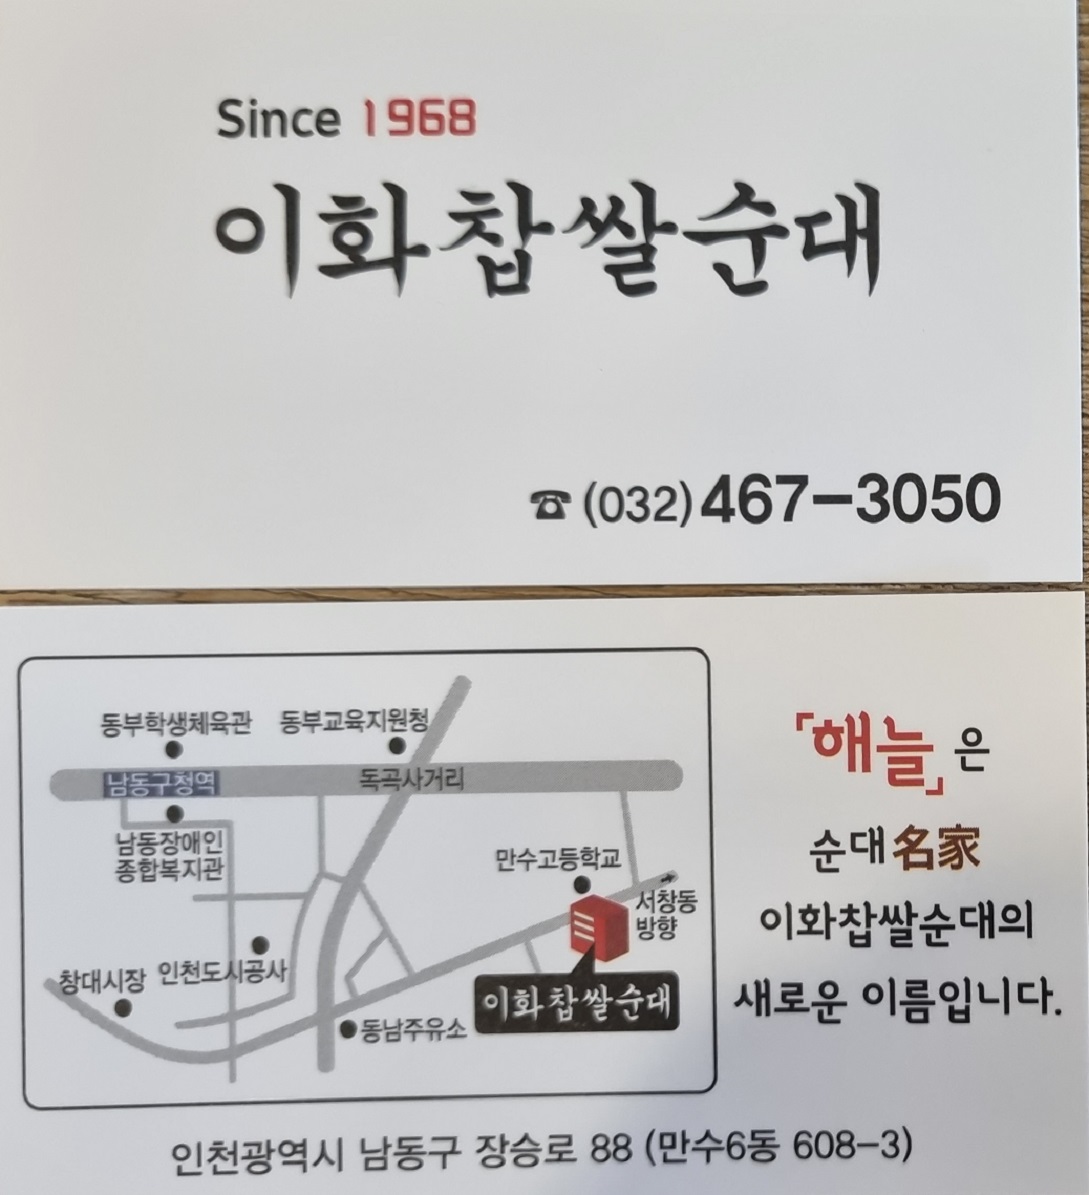 Since 1968
이화찹쌀순대
☎ (032) 467-3050
동부학생체육관
동부교육지원청
남동구청역
독곡사거리
남동장애인
종합복지관
만수고등학교
서창동
방향
창대시장
인천도시공사
이화찹쌀순대
동남주유소
「해늘」은
순대名家
이화찹쌀순대의
새로운 이름입니다.
인천광역시 남동구 장승로 88 (만수6동 608-3)